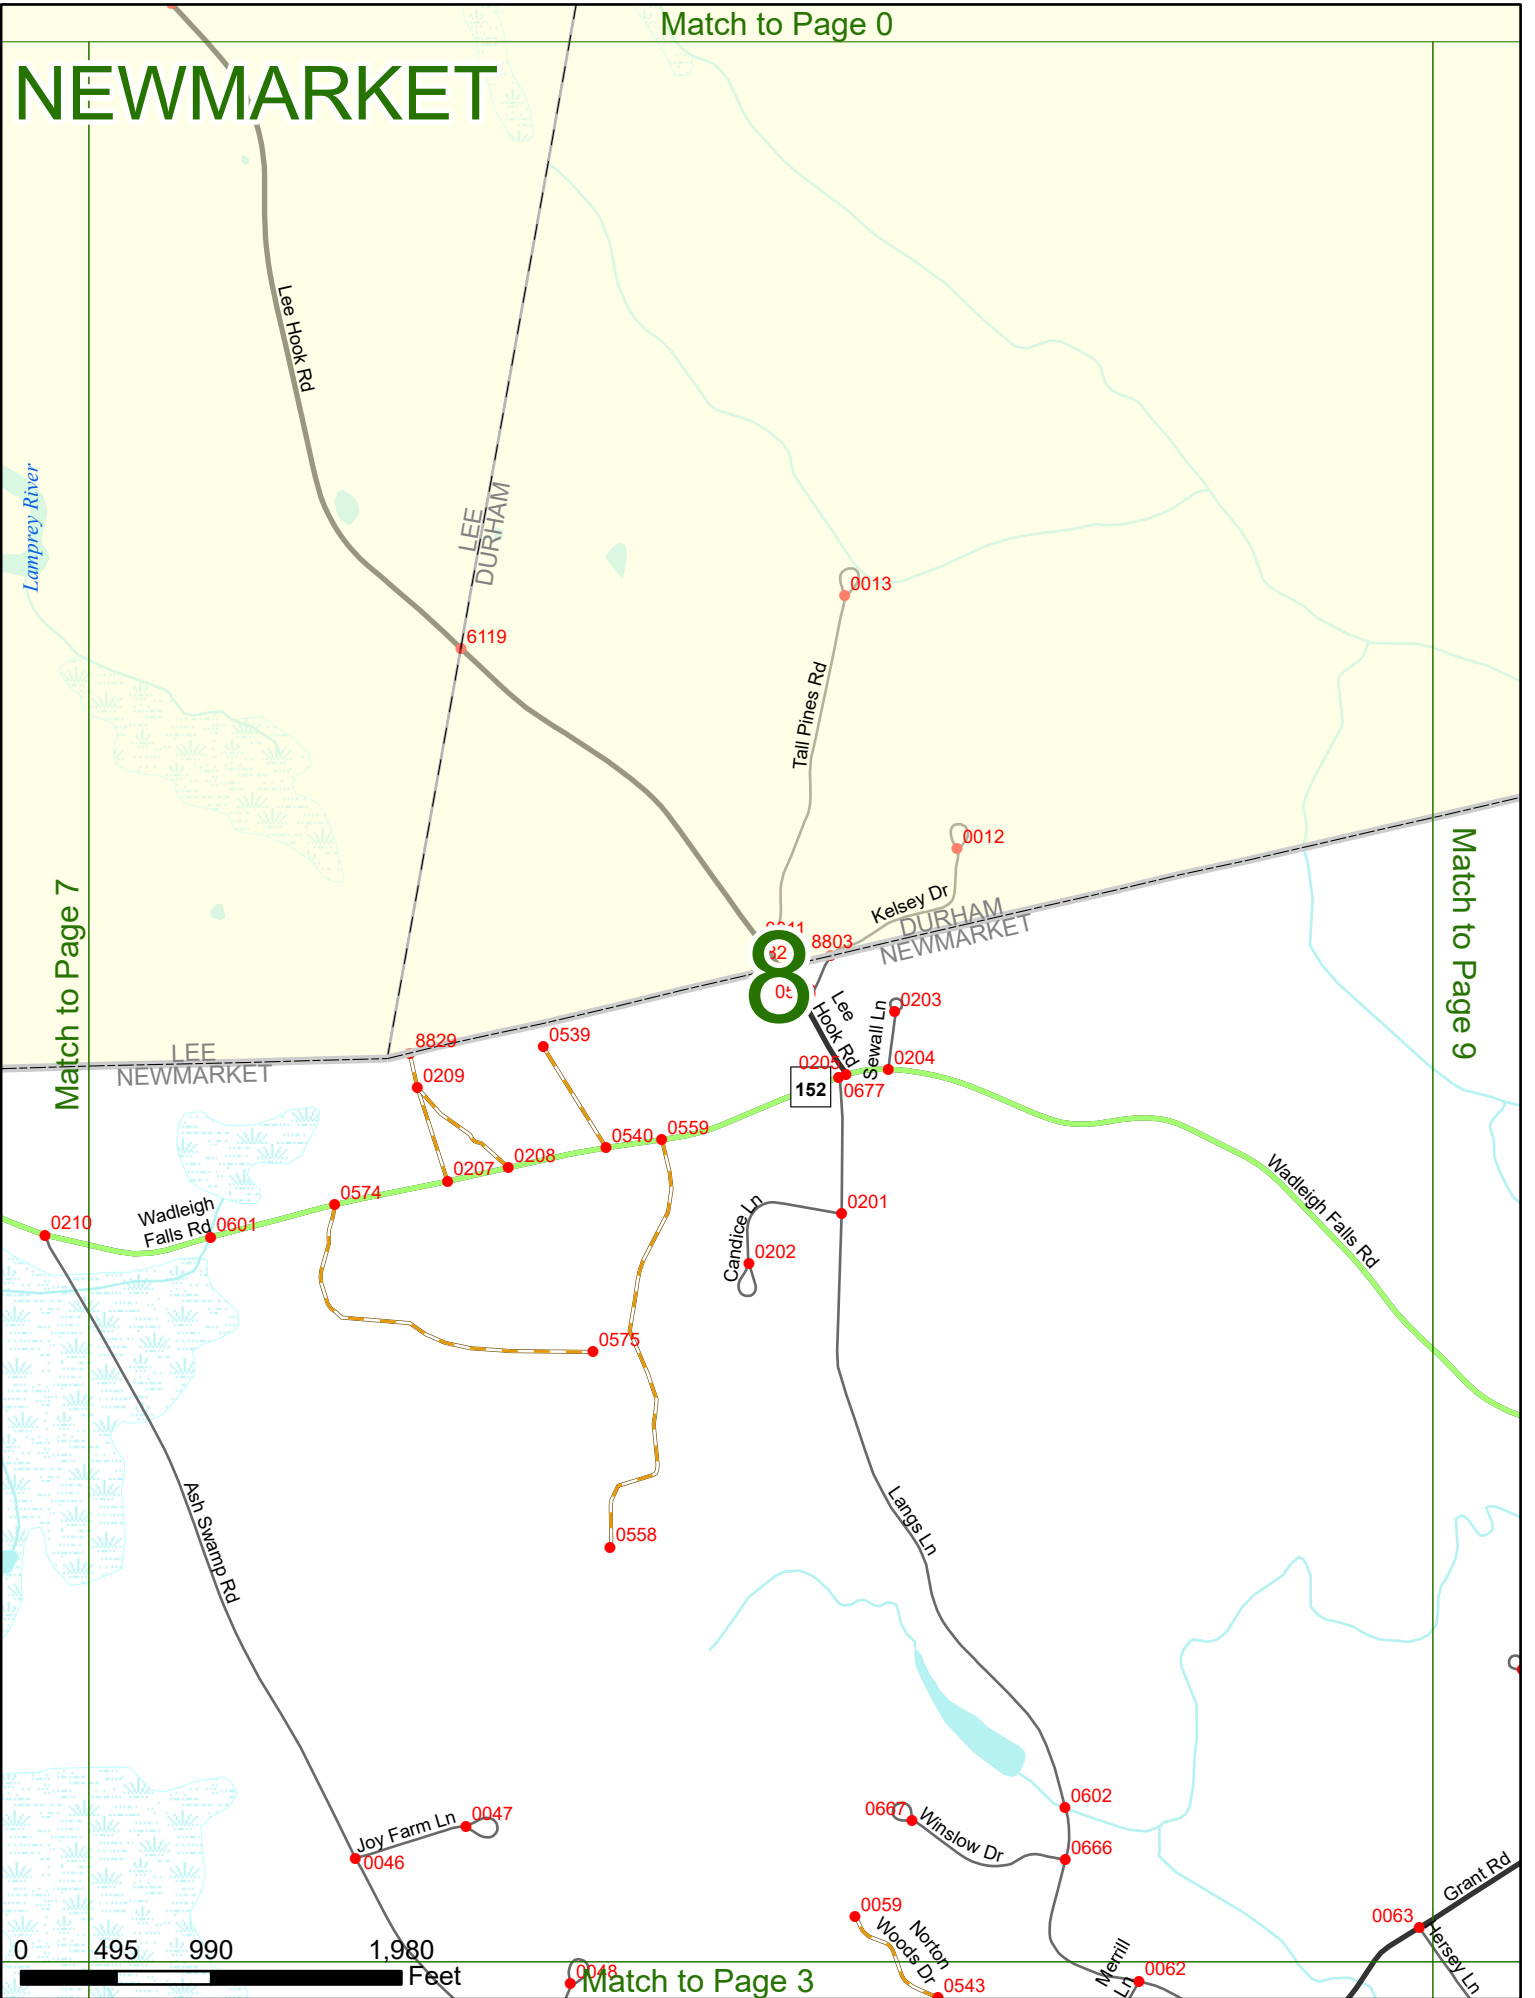 Match to Page 0
NEWMARKET
Lee Hook Rd
Lamprey River
LEE
DURHAM
0013
6119
Tall Pines Rd
0012
Match to Page 7
Match to Page 9
Kelsey Dr
DURHAM
NEWMARKET
8803
8
8
Lee
Hook Rd
Sewall Ln
0203
0539
8829
LEE
NEWMARKET
0209
0205
0204
152
0677
0559
0540
0208
0207
0574
Wadleigh
Falls Rd
0601
0210
0201
Candice Ln
0202
Wadleigh Falls Rd
0575
Ash Swamp Rd
Langs Ln
0558
0602
0047
Joy Farm Ln
0046
0667
Winslow Dr
0666
Grant Rd
0059
Norton
Woods Dr
0063
Hersey Ln
Merrill
Ln
0062
0 495 990 1,980
Feet
0048
Match to Page 3
0543